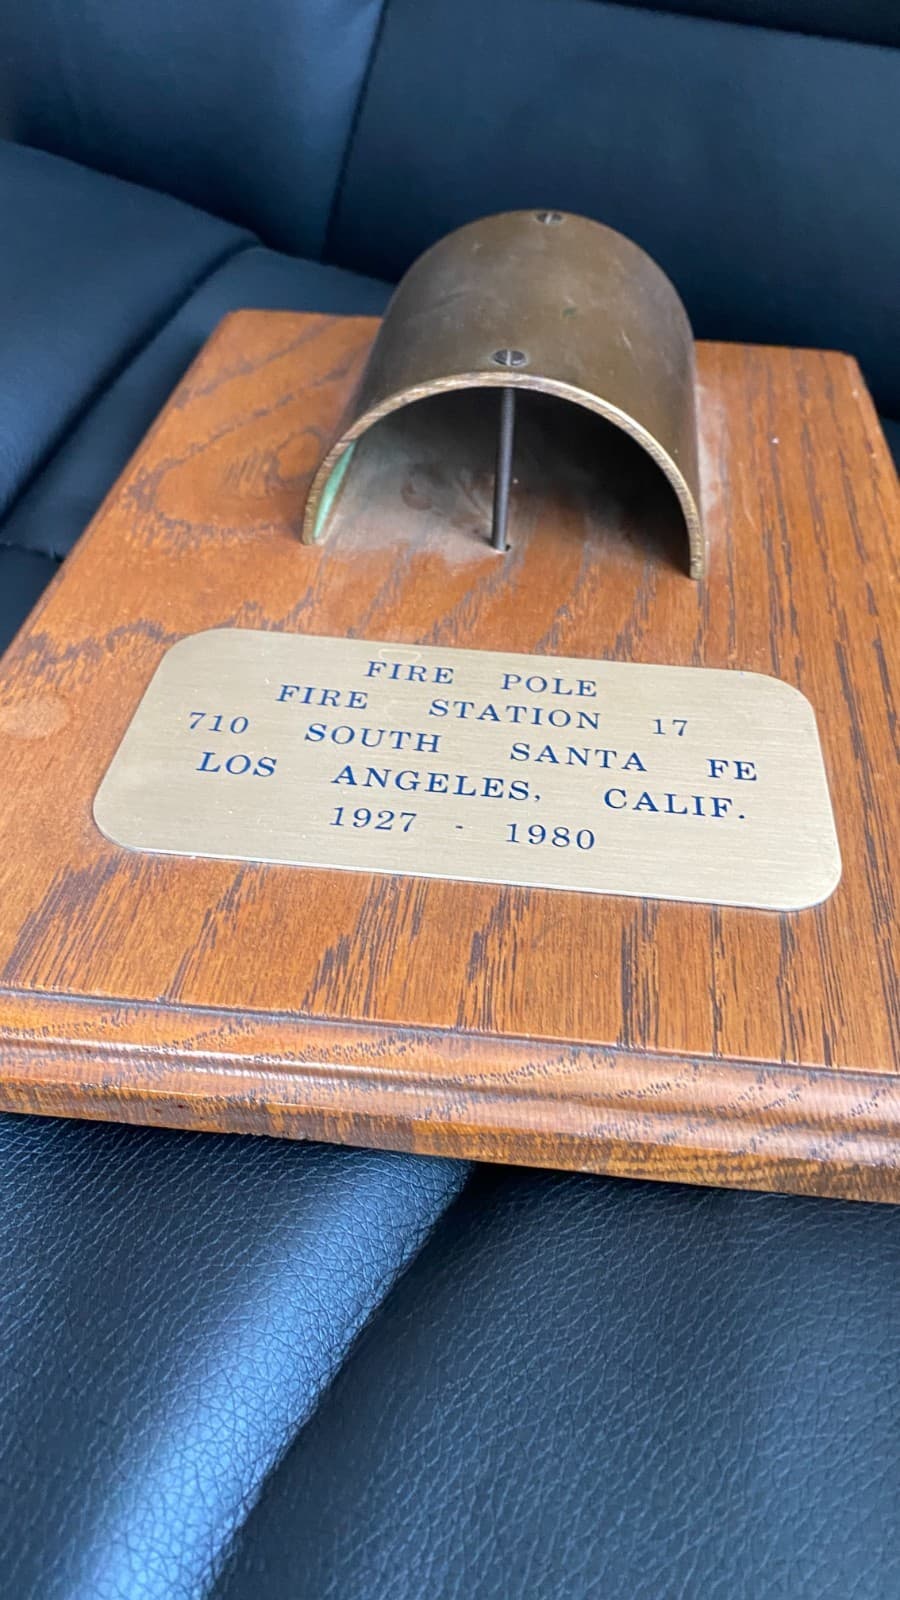 FIRE POLE
FIRE STATION 17
710 SOUTH SANTA FE
LOS ANGELES, CALIF.
1927 - 1980